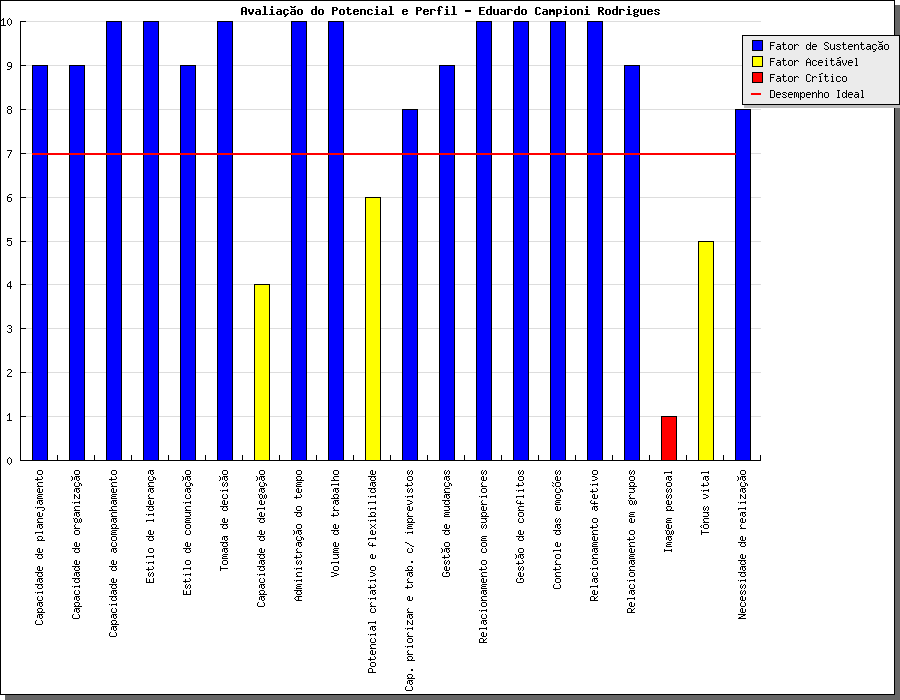 Avaliação do Potencial e Perfil - Eduardo Campioni Rodrigues
Fator de Sustentação
Fator Aceitável
Fator Crítico
Desempenho Ideal
10
9
8
7
6
5
4
3
2
1
0
Capacidade de planejamento
Capacidade de organização
Capacidade de acompanhamento
Estilo de liderança
Estilo de comunicação
Tomada de decisão
Capacidade de delegação
Administração do tempo
Volume de trabalho
Potencial criativo e flexibilidade
Cap. priorizar e trab. c/ imprevistos
Gestão de mudanças
Relacionamento com superiores
Gestão de conflitos
Controle das emoções
Relacionamento afetivo
Relacionamento em grupos
Imagem pessoal
Tônus vital
Necessidade de realização